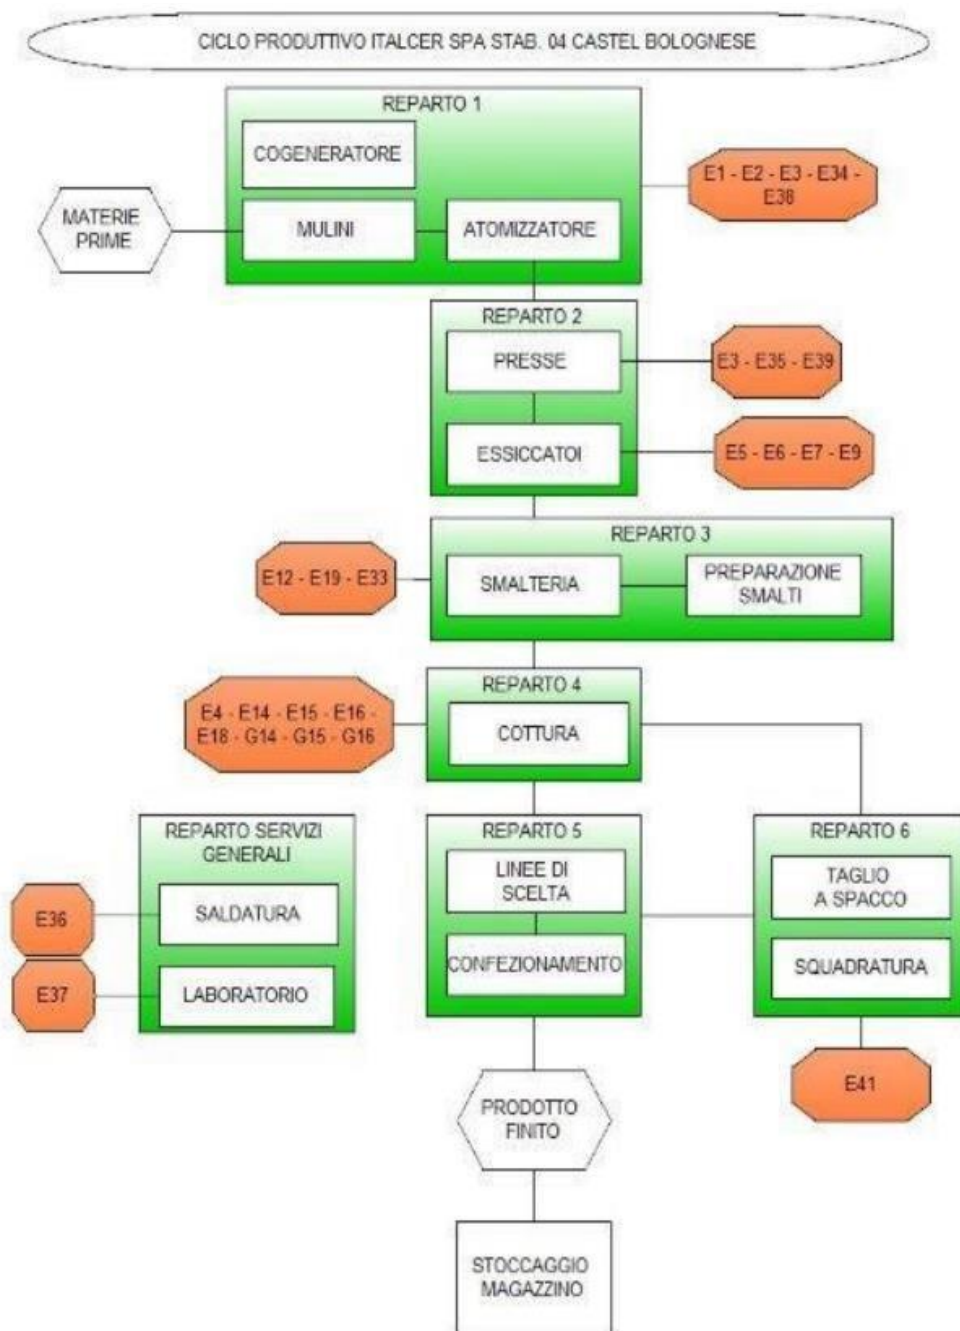 CICLO PRODUTTIVO ITALCER SPA STAB. 04 CASTEL BOLOGNESE
REPARTO 1
COGENERATORE
E1 - E2 - E3 - E34 -
E38
MATERIE
PRIME
MULINI
ATOMIZZATORE
REPARTO 2
PRESSE
E3 - E35 - E39
ESSICCATOI
E5 - E6 - E7 - E9
REPARTO 3
E12 - E19 - E33
SMALTERIA
PREPARAZIONE
SMALTI
REPARTO 4
E4 - E14 - E15 - E16 -
E18 - G14 - G15 - G16
COTTURA
REPARTO SERVIZI
GENERALI
REPARTO 5
REPARTO 6
E36
SALDATURA
LINEE DI
SCELTA
TAGLIO
A SPACCO
E37
LABORATORIO
CONFEZIONAMENTO
SQUADRATURA
E41
PRODOTTO
FINITO
STOCCAGGIO
MAGAZZINO